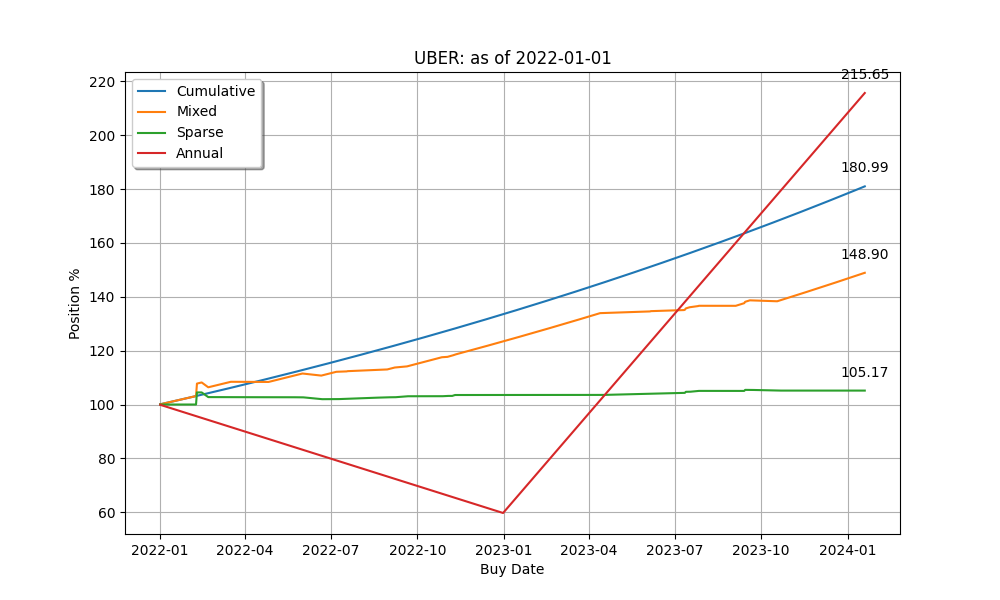 UBER: as of 2022-01-01
215.65
220
Cumulative
Mixed
Sparse
Annual
200
180.99
180
160
148.90
140
120
105.17
100
80
60
Position %
2022-01 2022-04 2022-07 2022-10 2023-01 2023-04 2023-07 2023-10 2024-01
Buy Date